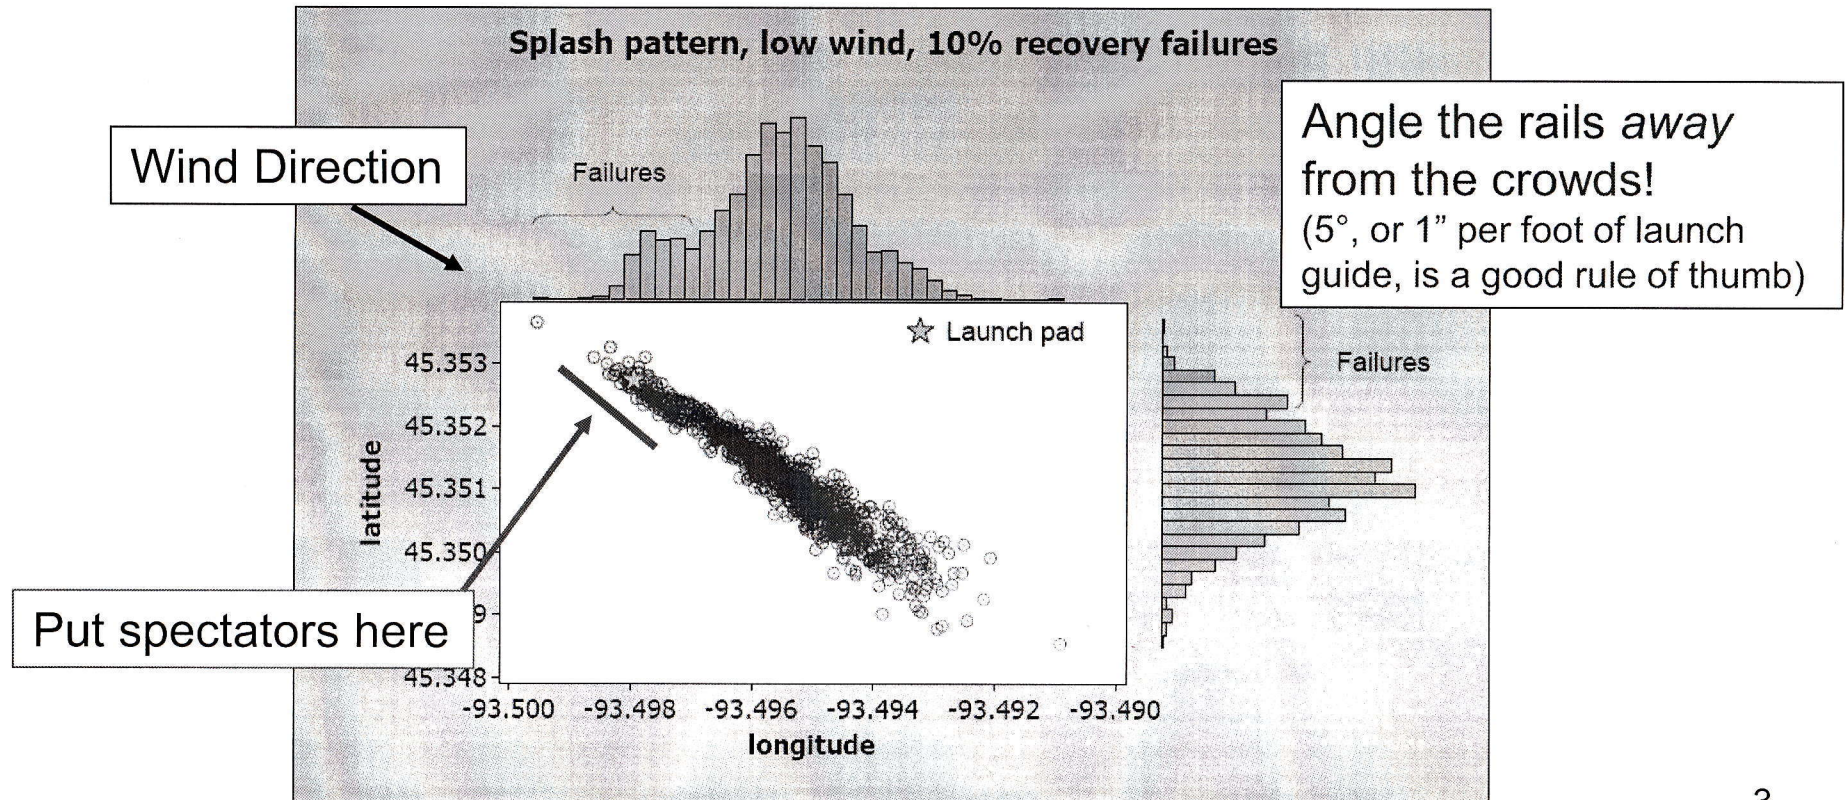 Splash pattern, low wind, 10% recovery failures
Wind Direction
Failures
Angle the rails away
from the crowds!
(5°, or 1” per foot of launch
guide, is a good rule of thumb)
☆ Launch pad
Failures
45.353
45.352
45.351
45.350
9
45.348
latitude
Put spectators here
-93.500 -93.498 -93.496 -93.494 -93.492 -93.490
longitude
3